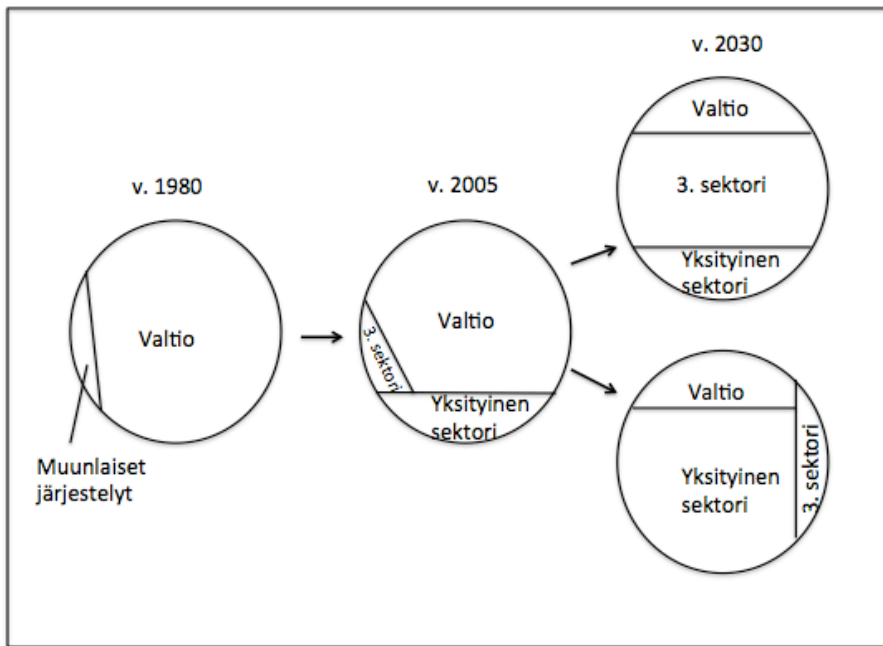 v. 1980
Valtio
Muunlaiset
järjestelyt
v. 2005
Valtio
3. sektori
Yksityinen
sektori
v. 2030
Valtio
3. sektori
Yksityinen
sektori
Valtio
Yksityinen
sektori
3. sektori